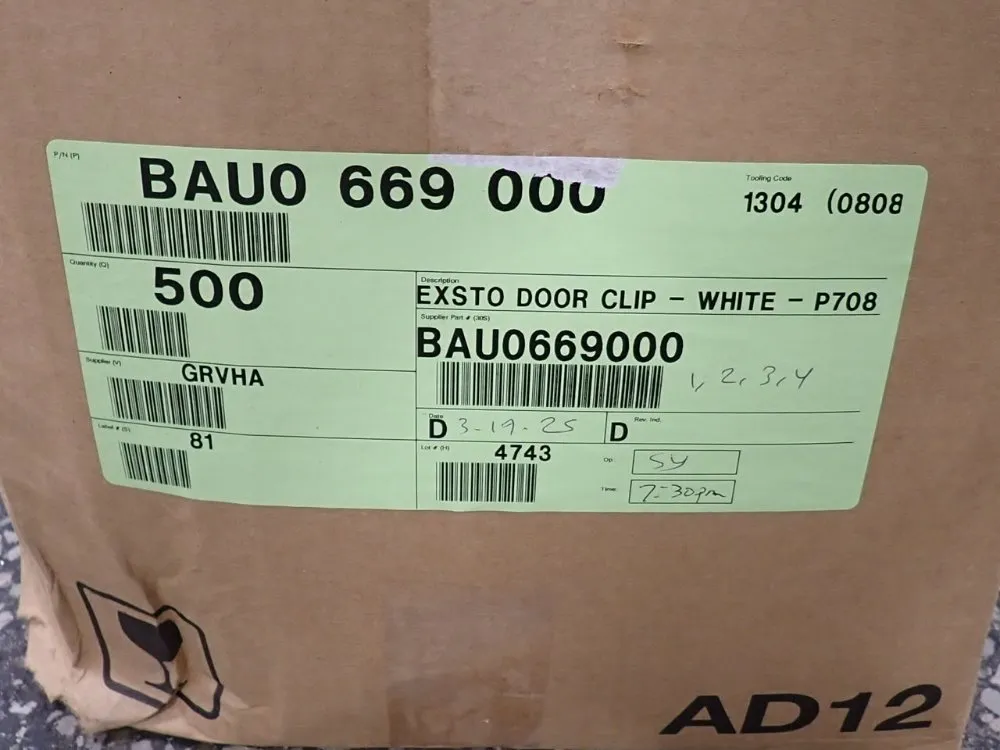 P/N (P)
BAU0 669 000
Tooling Code
1304 (0808
Quantity (Q)
500
Description
EXSTO DOOR CLIP - WHITE - P708
Supplier Part # (30S)
BAU0669000
1, 2, 3, 4
Supplier (V)
GRVHA
Date
D 3-19-25
Rev. Ind.
D
Label # (S)
81
Lot # (H)
4743
Op:
SY
Time:
7-30pm
AD12